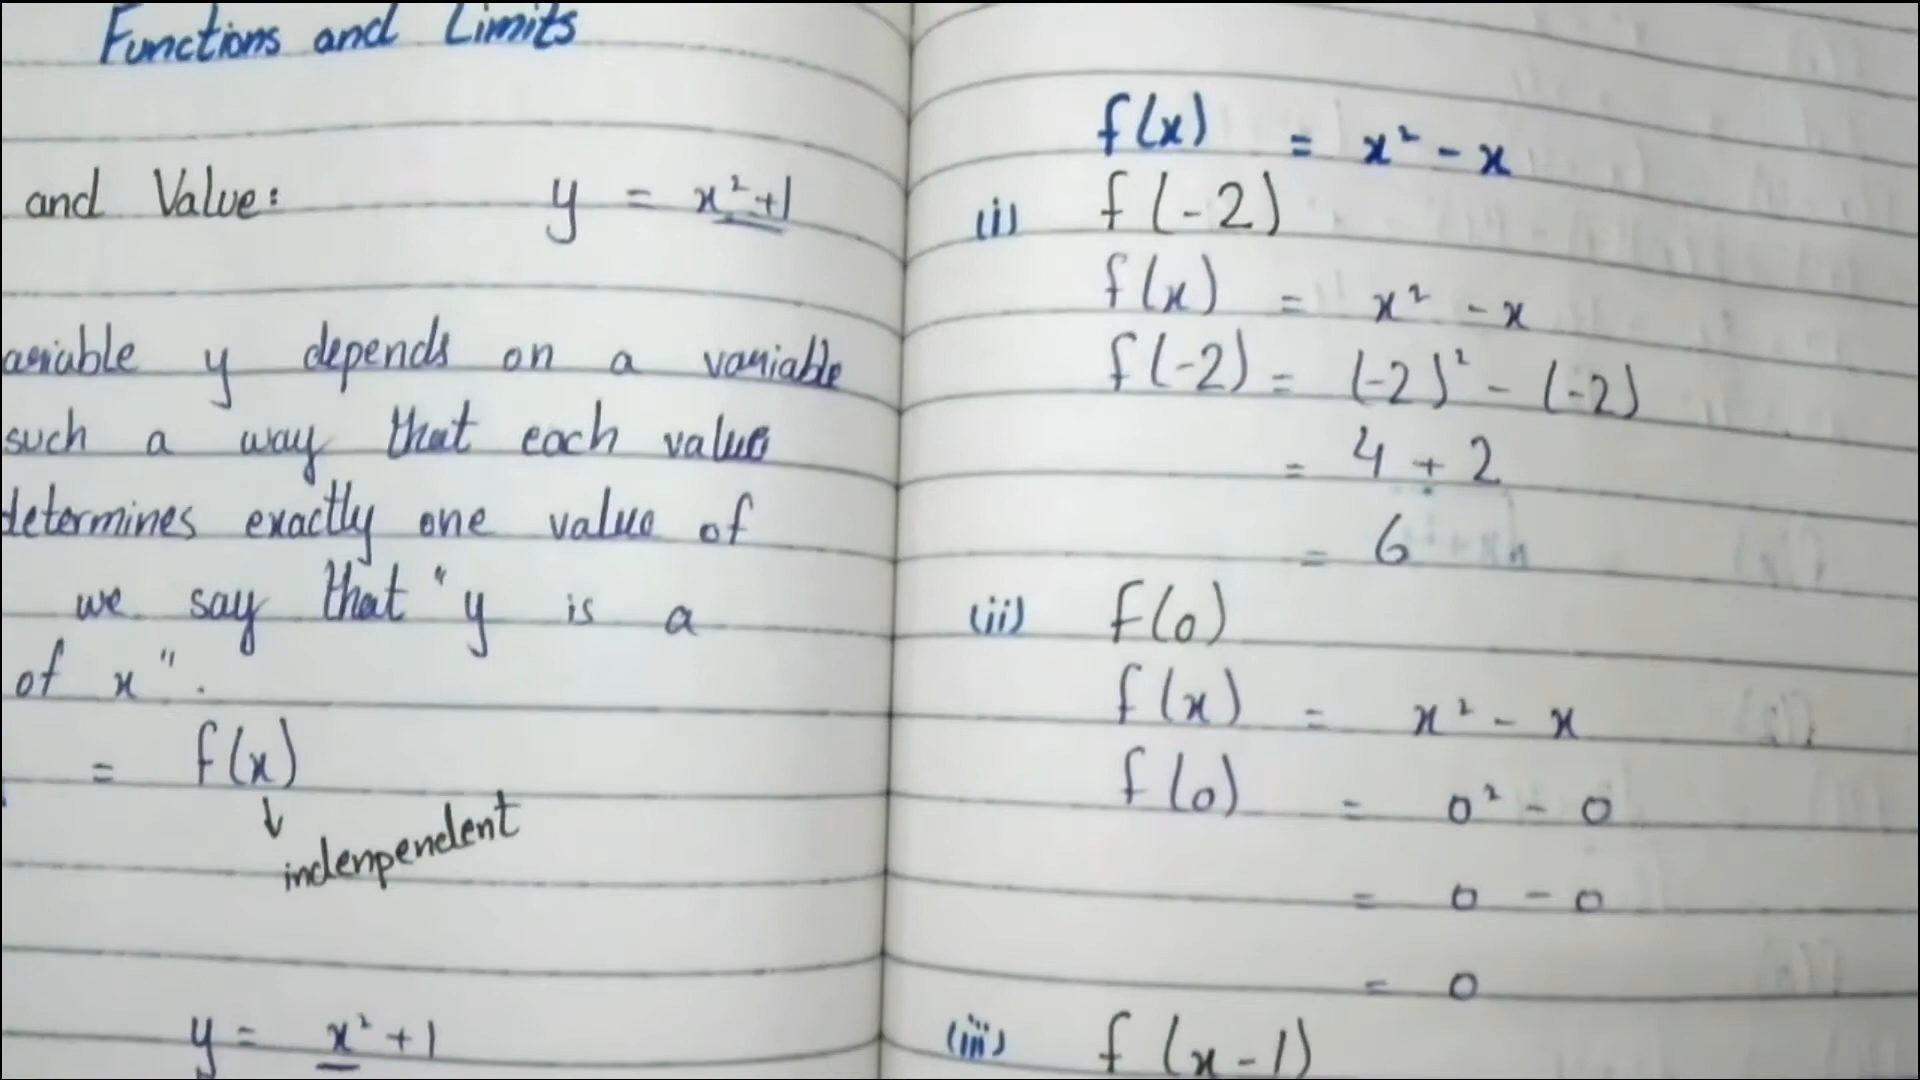 Functions and Limits
and Value: y = x²+1
ariable y depends on a variable
such a way that each value
determines exactly one value of
we say that "y is a
of x".
= f(x)
↓
indenpendent
y = x²+1
f(x) = x² - x
(i) f(-2)
f(x) = x² - x
f(-2) = (-2)² - (-2)
= 4 + 2
= 6
(ii) f(0)
f(x) = x² - x
f(0) = 0² - 0
= 0 - 0
= 0
(iii) f(x-1)